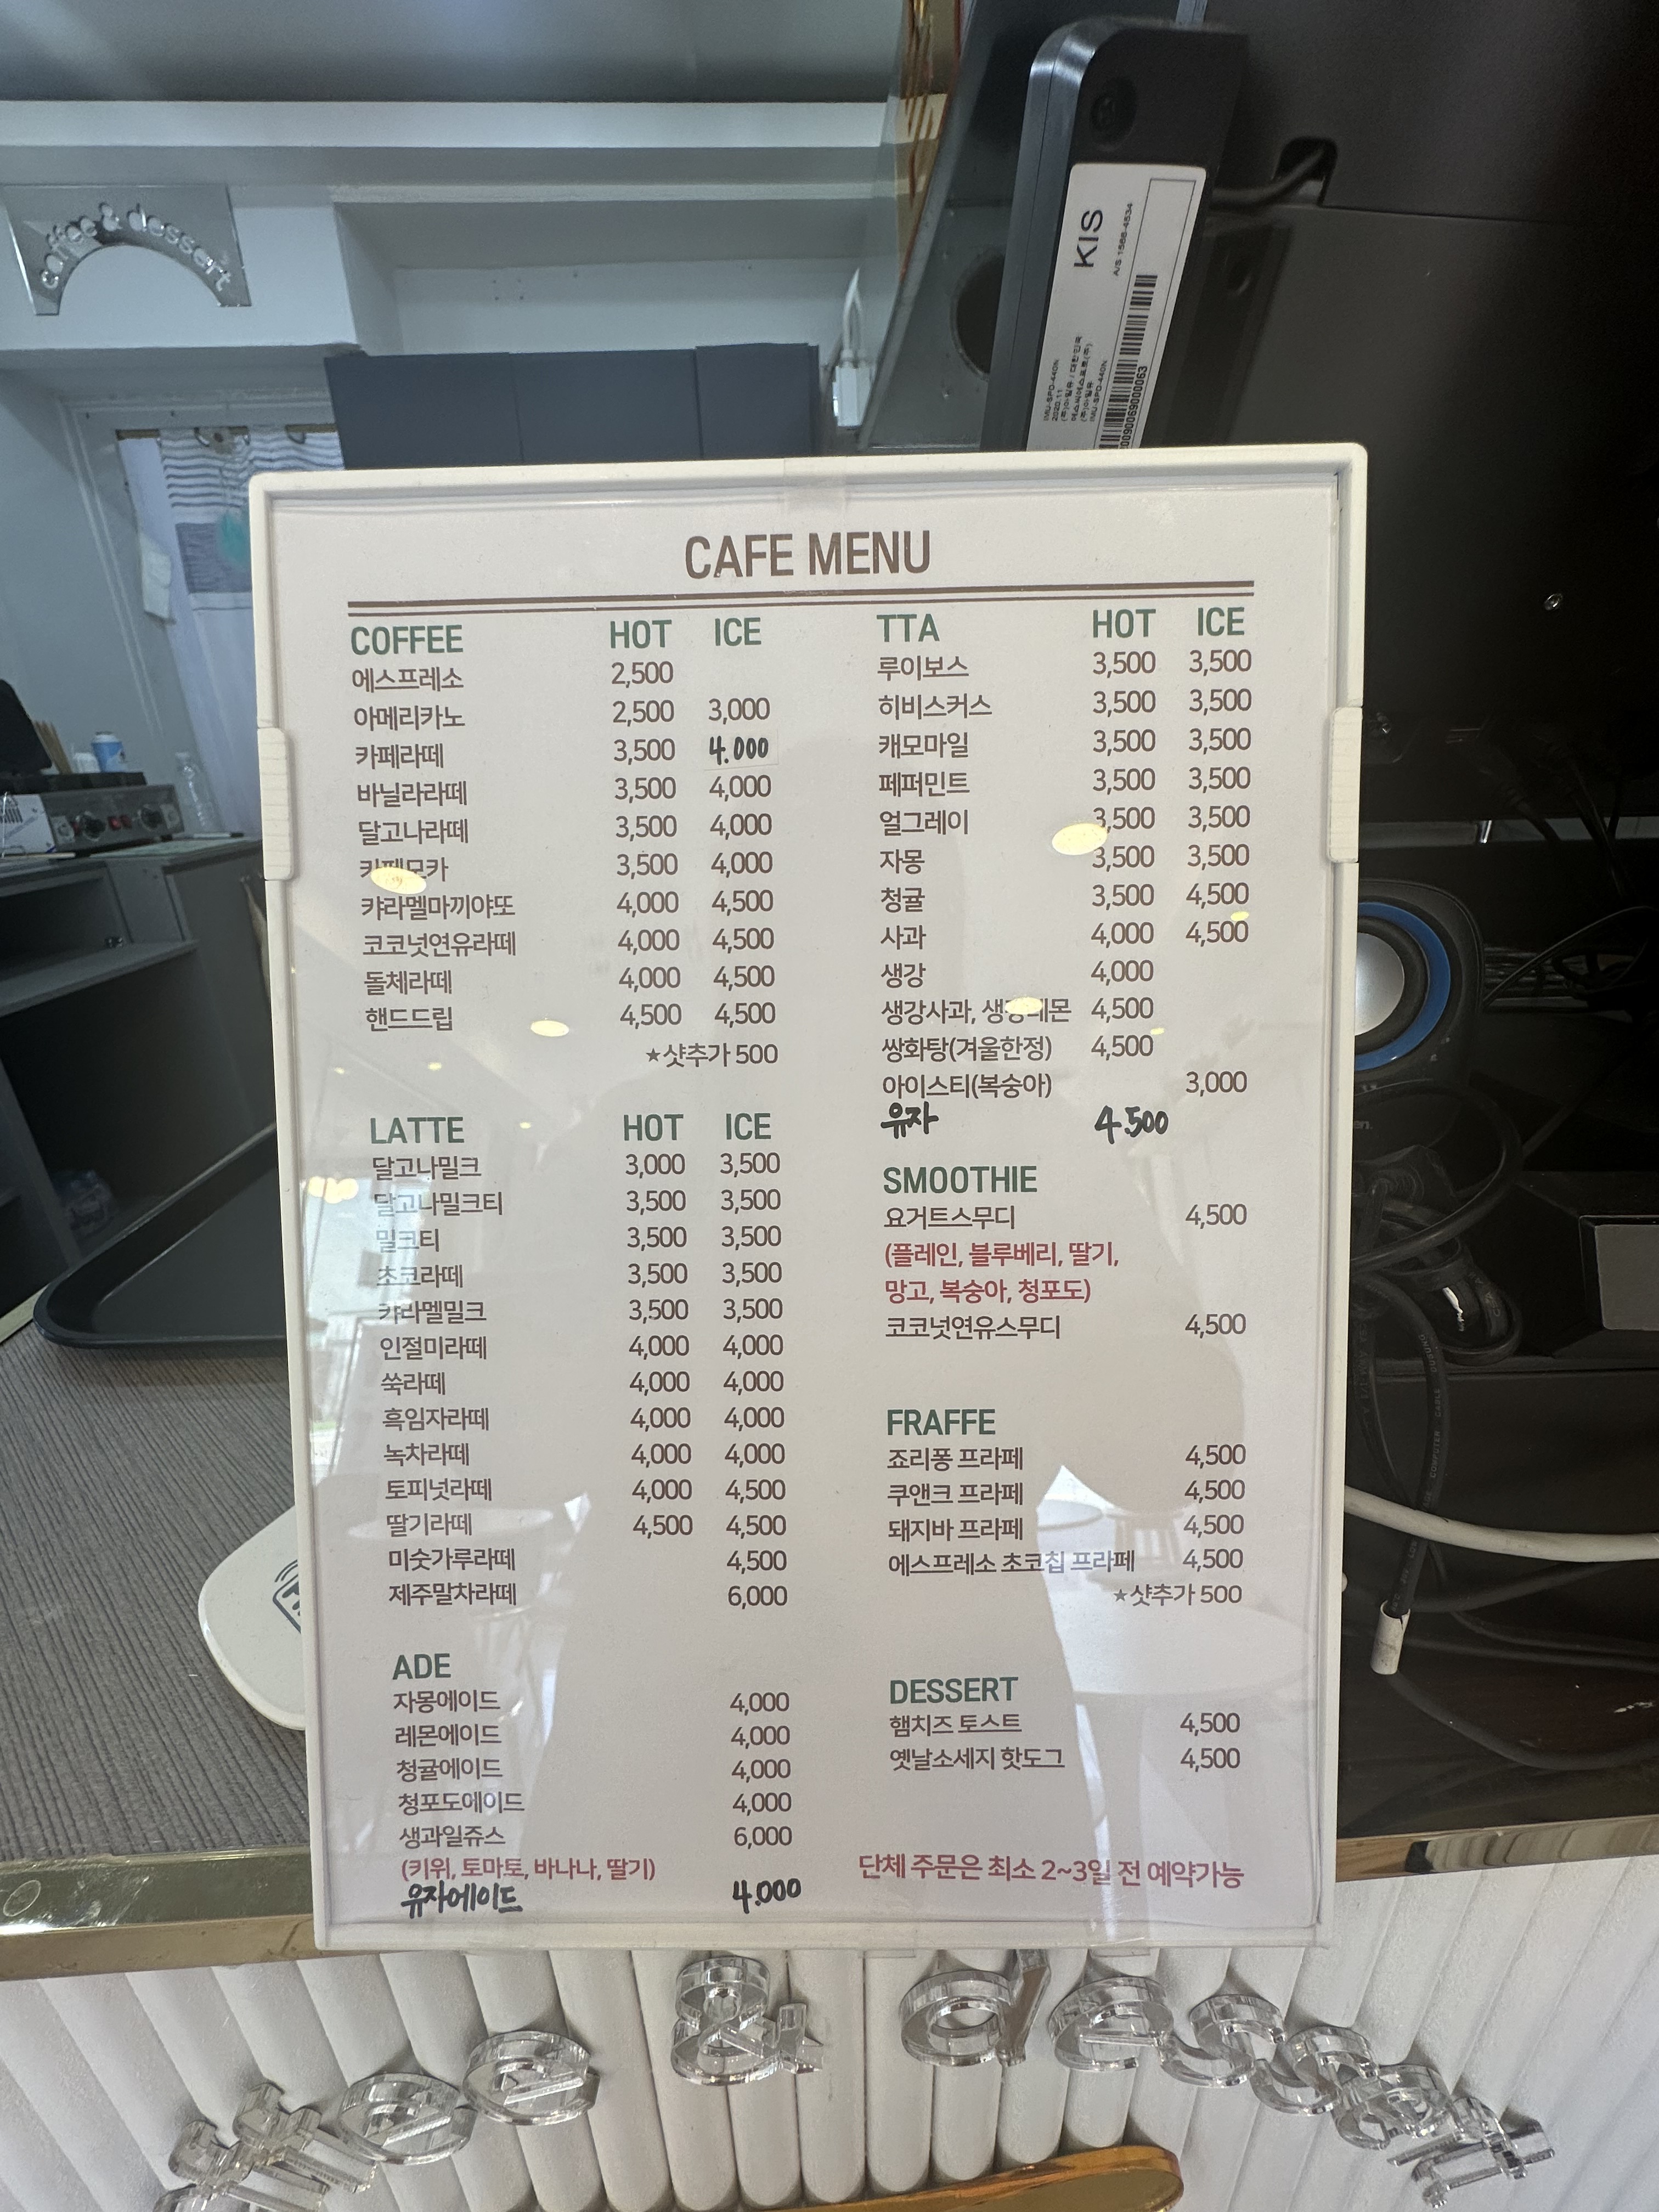 coffee & dessert
KIS
A/S 1566-4534
CAFE MENU
COFFEE HOT ICE
에스프레소 2,500
아메리카노 2,500 3,000
카페라떼 3,500 4.000
바닐라라떼 3,500 4,000
달고나라떼 3,500 4,000
카페모카 3,500 4,000
캬라멜마끼야또 4,000 4,500
코코넛연유라떼 4,000 4,500
돌체라떼 4,000 4,500
핸드드립 4,500 4,500
★샷추가 500
LATTE HOT ICE
달고나밀크 3,000 3,500
달고나밀크티 3,500 3,500
밀크티 3,500 3,500
초코라떼 3,500 3,500
캬라멜밀크 3,500 3,500
인절미라떼 4,000 4,000
쑥라떼 4,000 4,000
흑임자라떼 4,000 4,000
녹차라떼 4,000 4,000
토피넛라떼 4,000 4,500
딸기라떼 4,500 4,500
미숫가루라떼 4,500
제주말차라떼 6,000
ADE
자몽에이드 4,000
레몬에이드 4,000
청귤에이드 4,000
청포도에이드 4,000
생과일쥬스 6,000
(키위, 토마토, 바나나, 딸기)
유자에이드 4.000
TTA HOT ICE
루이보스 3,500 3,500
히비스커스 3,500 3,500
캐모마일 3,500 3,500
페퍼민트 3,500 3,500
얼그레이 3,500 3,500
자몽 3,500 3,500
청귤 3,500 4,500
사과 4,000 4,500
생강 4,000
생강사과, 생강레몬 4,500
쌍화탕(겨울한정) 4,500
아이스티(복숭아) 3,000
유자 4.500
SMOOTHIE
요거트스무디 4,500
(플레인, 블루베리, 딸기,
망고, 복숭아, 청포도)
코코넛연유스무디 4,500
FRAFFE
죠리퐁 프라페 4,500
쿠앤크 프라페 4,500
돼지바 프라페 4,500
에스프레소 초코칩 프라페 4,500
★샷추가 500
DESSERT
햄치즈 토스트 4,500
옛날소세지 핫도그 4,500
단체 주문은 최소 2~3일 전 예약가능
coffee & dessert